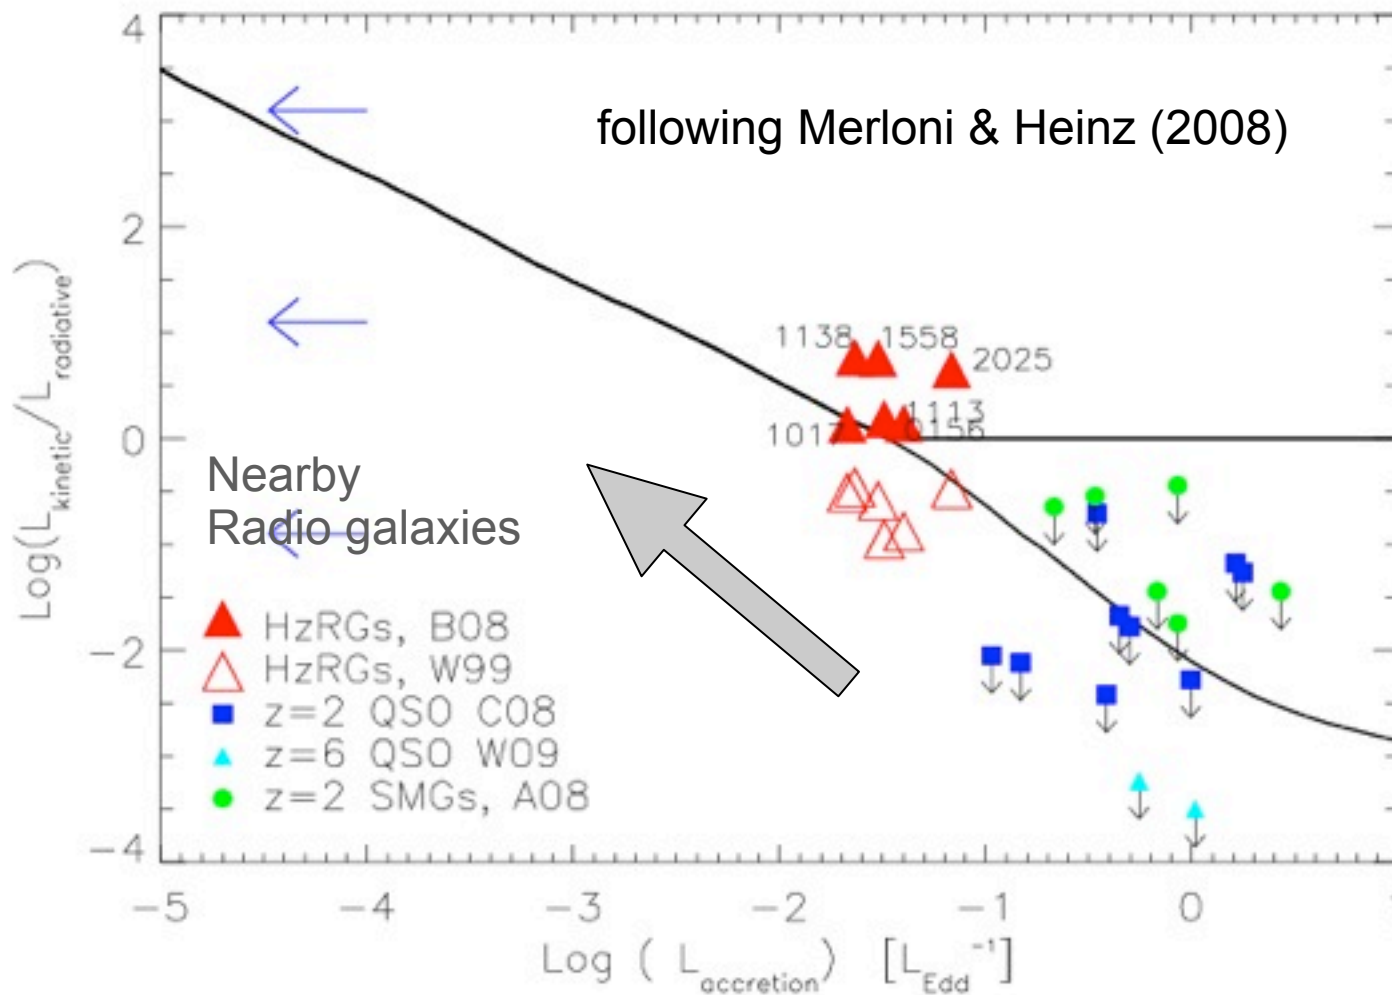 4
following Merloni & Heinz (2008)
2
1138 1558
2025
1113
0
1017 0156
Nearby
Radio galaxies
Log(L_kinetic/L_radiative)
HzRGs, B08
HzRGs, W99
-2
z=2 QSO C08
z=6 QSO W09
z=2 SMGs, A08
-4
-5 -4 -3 -2 -1 0
Log ( L_accretion) [L_Edd^-1]